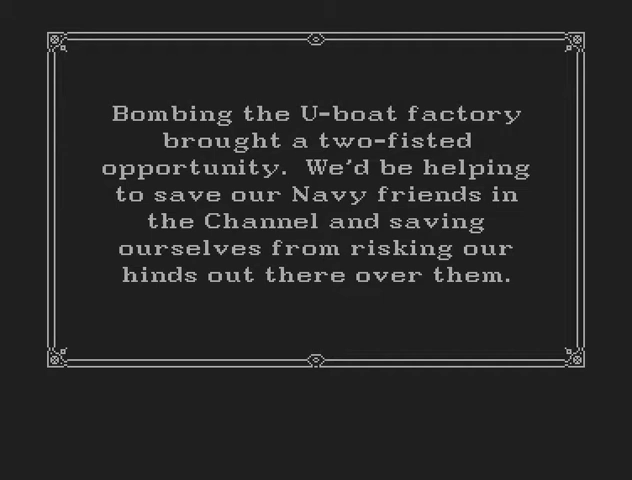 Bombing the U-boat factory
brought a two-fisted
opportunity.  We'd be helping
to save our Navy friends in
the Channel and saving
ourselves from risking our
hinds out there over them.